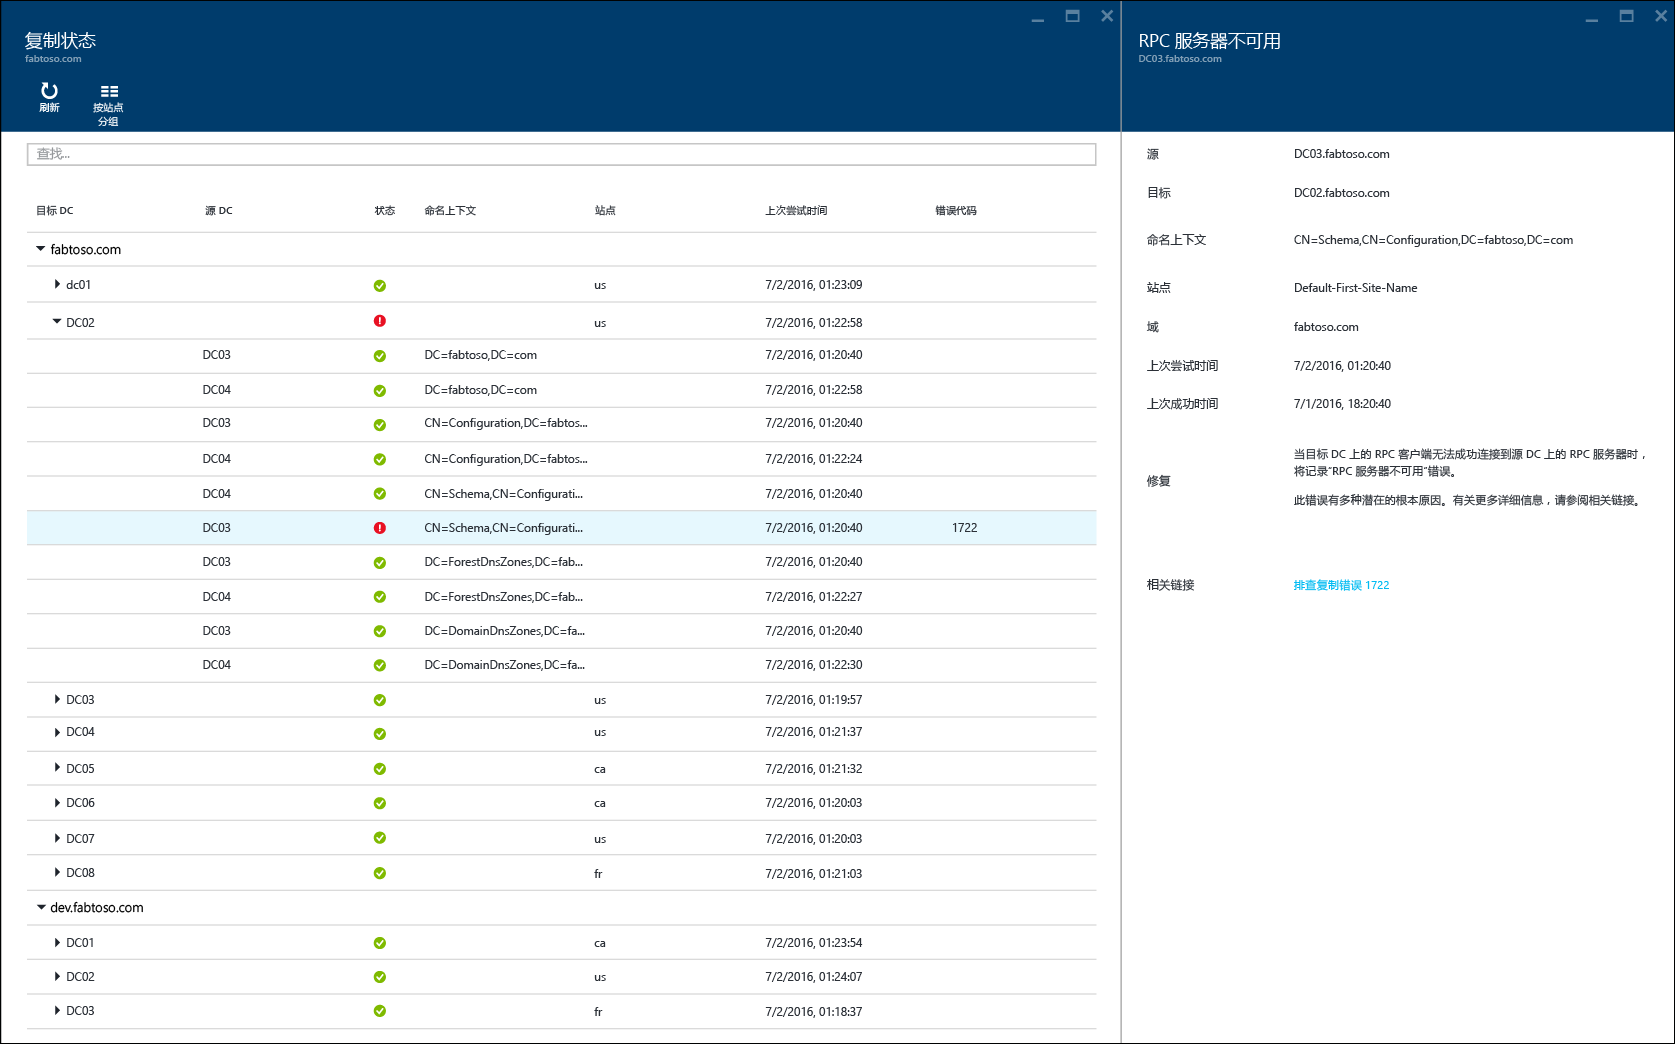 复制状态
fabtoso.com
刷新
按站点
分组
查找...
目标 DC 源 DC 状态 命名上下文 站点 上次尝试时间 错误代码
fabtoso.com
dc01 us 7/2/2016, 01:23:09
DC02 us 7/2/2016, 01:22:58
DC03 DC=fabtoso,DC=com 7/2/2016, 01:20:40
DC04 DC=fabtoso,DC=com 7/2/2016, 01:22:58
DC03 CN=Configuration,DC=fabtos... 7/2/2016, 01:20:40
DC04 CN=Configuration,DC=fabtos... 7/2/2016, 01:22:24
DC04 CN=Schema,CN=Configurati... 7/2/2016, 01:20:40
DC03 CN=Schema,CN=Configurati... 7/2/2016, 01:20:40 1722
DC03 DC=ForestDnsZones,DC=fab... 7/2/2016, 01:20:40
DC04 DC=ForestDnsZones,DC=fab... 7/2/2016, 01:22:27
DC03 DC=DomainDnsZones,DC=fa... 7/2/2016, 01:20:40
DC04 DC=DomainDnsZones,DC=fa... 7/2/2016, 01:22:30
DC03 us 7/2/2016, 01:19:57
DC04 us 7/2/2016, 01:21:37
DC05 ca 7/2/2016, 01:21:32
DC06 ca 7/2/2016, 01:20:03
DC07 us 7/2/2016, 01:20:03
DC08 fr 7/2/2016, 01:21:03
dev.fabtoso.com
DC01 ca 7/2/2016, 01:23:54
DC02 us 7/2/2016, 01:24:07
DC03 fr 7/2/2016, 01:18:37
RPC 服务器不可用
DC03.fabtoso.com
源 DC03.fabtoso.com
目标 DC02.fabtoso.com
命名上下文 CN=Schema,CN=Configuration,DC=fabtoso,DC=com
站点 Default-First-Site-Name
域 fabtoso.com
上次尝试时间 7/2/2016, 01:20:40
上次成功时间 7/1/2016, 18:20:40
修复
当目标 DC 上的 RPC 客户端无法成功连接到源 DC 上的 RPC 服务器时，
将记录"RPC 服务器不可用"错误。
此错误有多种潜在的根本原因。有关更多详细信息，请参阅相关链接。
相关链接 排查复制错误 1722